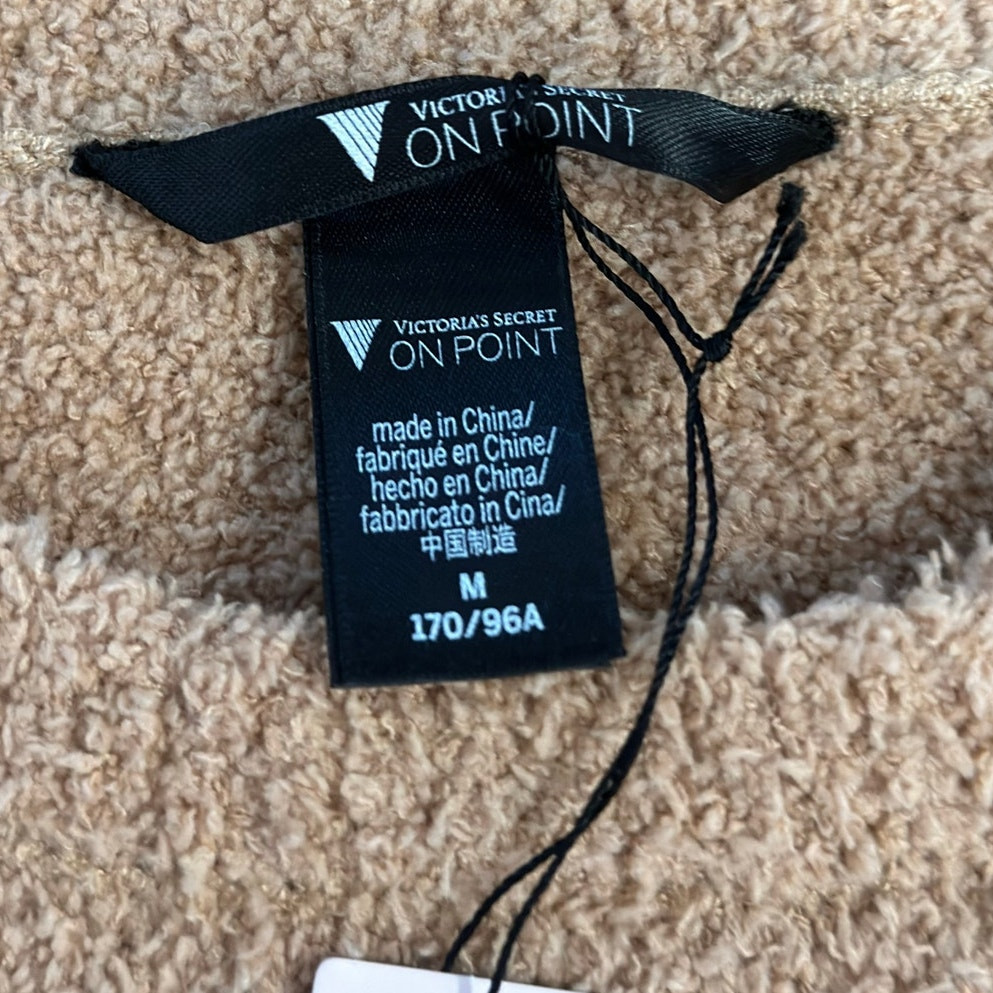 VICTORI SECRET
ON POINT
VICTORIA'S SECRET
ON POINT
made in China/
fabriqué en Chine/
hecho en China/
fabbricato in Cina/
中国制造
M
170/96A